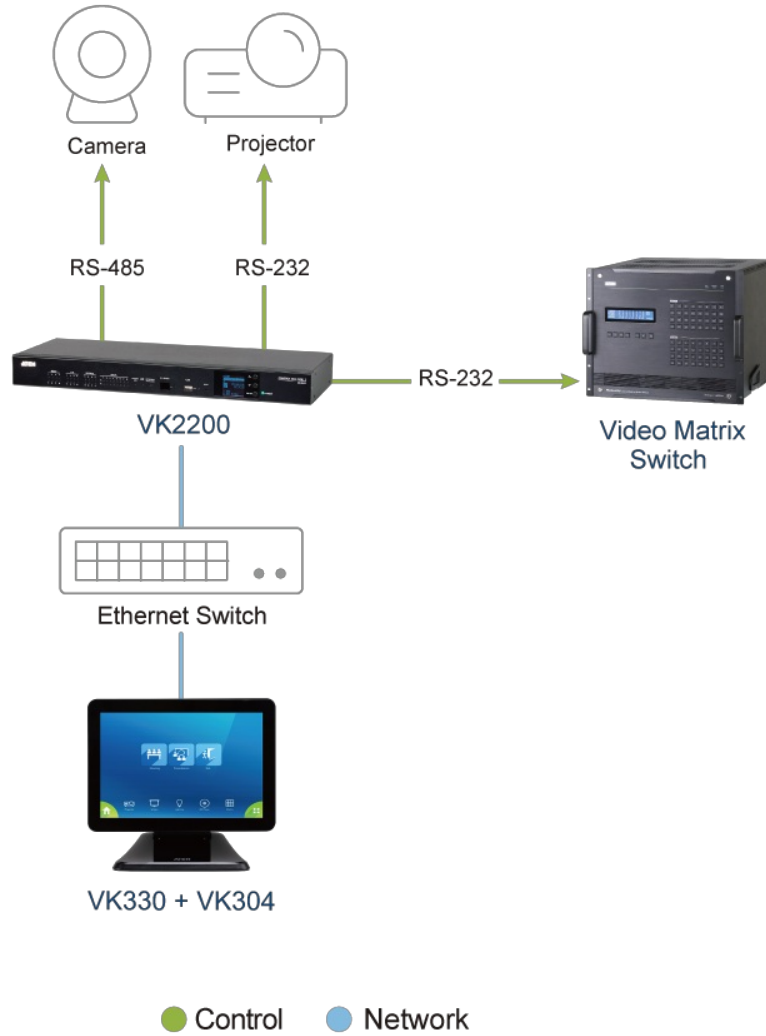 Camera
Projector
RS-485
RS-232
RS-232
VK2200
Video Matrix
Switch
Ethernet Switch
VK330 + VK304
Control
Network